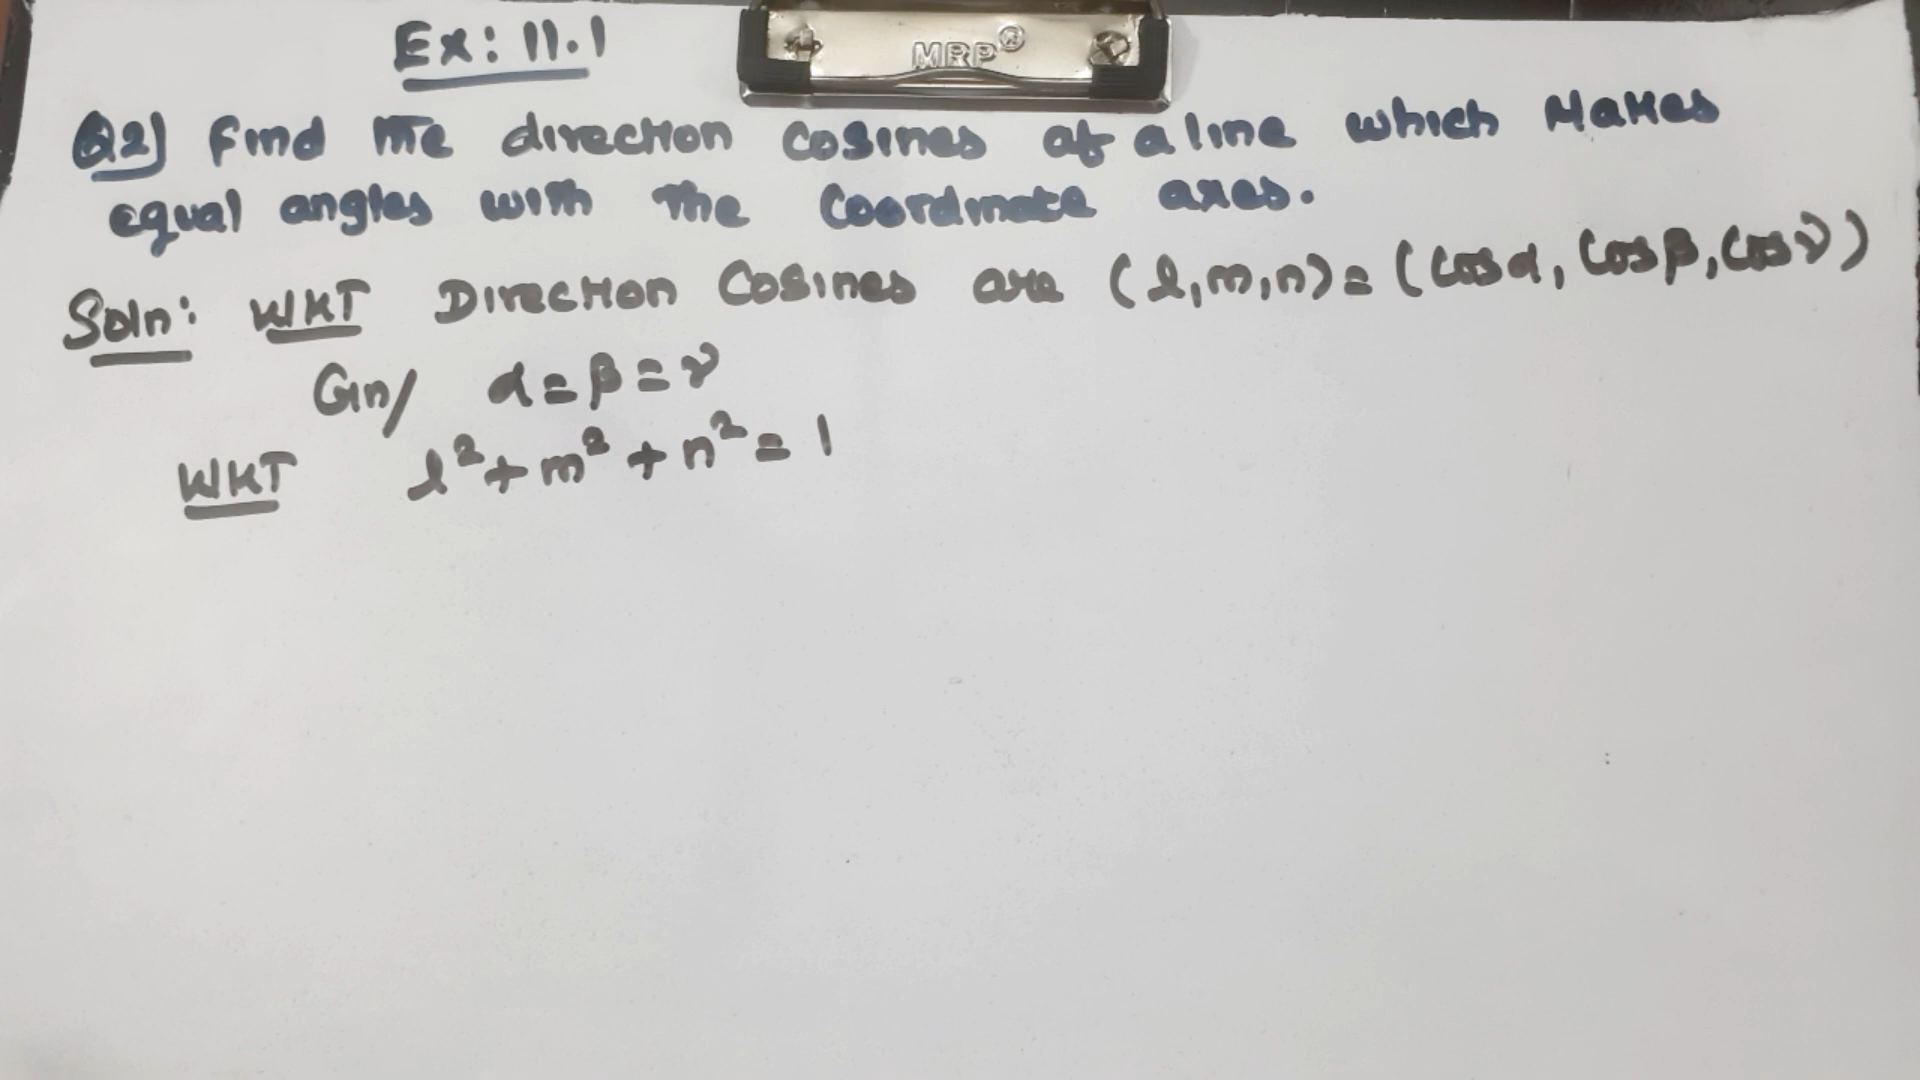 Ex: 11.1
MRP®
Q2) Find the direction cosines of a line which Makes
equal angles with the coordinate axes.
Soln: WKT Direction Cosines are (l,m,n)=(cosα, cosβ, cosγ)
Gn/ α=β=γ
WKT l²+m²+n²=1